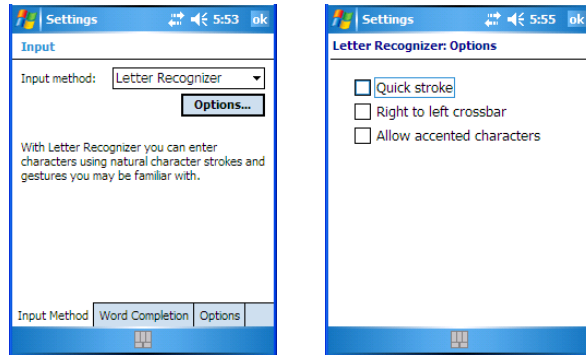 Settings 5:53 ok
Input
Input method: Letter Recognizer
Options...
With Letter Recognizer you can enter
characters using natural character strokes and
gestures you may be familiar with.
Input Method Word Completion Options
Settings 5:55 ok
Letter Recognizer: Options
Quick stroke
Right to left crossbar
Allow accented characters